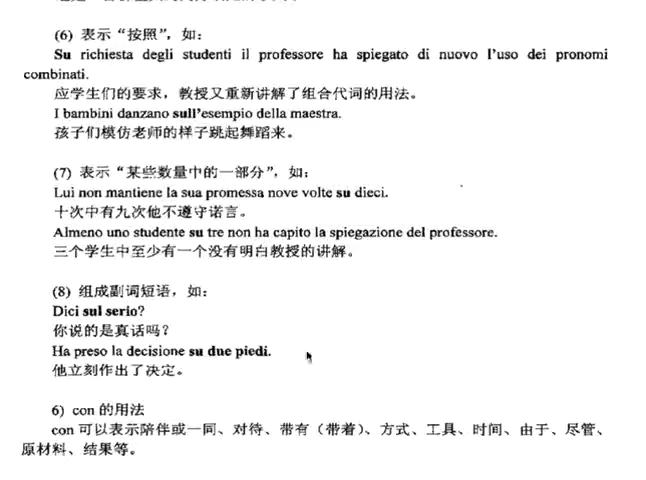 (6) 表示“按照”，如：
Su richiesta degli studenti il professore ha spiegato di nuovo l'uso dei pronomi
combinati.
应学生们的要求，教授又重新讲解了组合代词的用法。
I bambini danzano sull'esempio della maestra.
孩子们模仿老师的样子跳起舞蹈来。
(7) 表示“某些数量中的一部分”，如：
Lui non mantiene la sua promessa nove volte su dieci.
十次中有九次他不遵守诺言。
Almeno uno studente su tre non ha capito la spiegazione del professore.
三个学生中至少有一个没有明白教授的讲解。
(8) 组成副词短语，如：
Dici sul serio?
你说的是真话吗？
Ha preso la decisione su due piedi.
他立刻作出了决定。
6) con 的用法
con 可以表示陪伴或一同、对待、带有（带着）、方式、工具、时间、由于、尽管、
原材料、结果等。